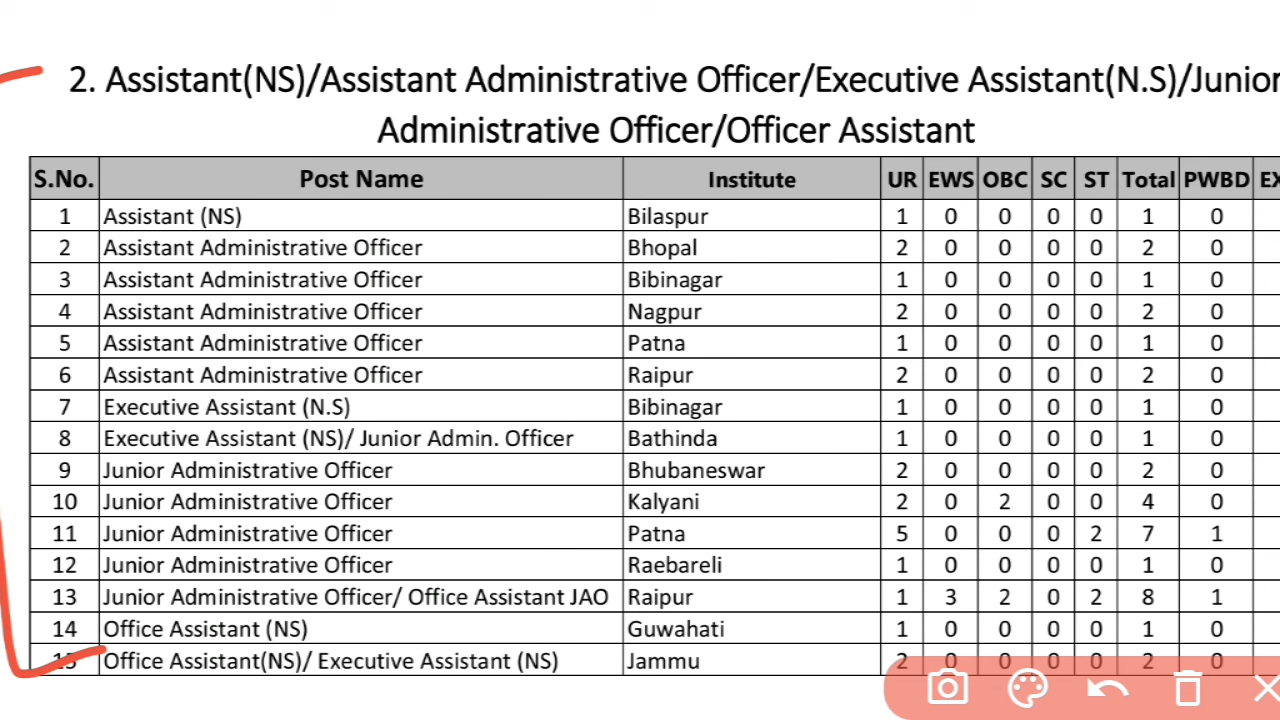 2. Assistant(NS)/Assistant Administrative Officer/Executive Assistant(N.S)/Junior
Administrative Officer/Officer Assistant
S.No. Post Name Institute UR EWS OBC SC ST Total PWBD EX
1 Assistant (NS) Bilaspur 1 0 0 0 0 1 0
2 Assistant Administrative Officer Bhopal 2 0 0 0 0 2 0
3 Assistant Administrative Officer Bibinagar 1 0 0 0 0 1 0
4 Assistant Administrative Officer Nagpur 2 0 0 0 0 2 0
5 Assistant Administrative Officer Patna 1 0 0 0 0 1 0
6 Assistant Administrative Officer Raipur 2 0 0 0 0 2 0
7 Executive Assistant (N.S) Bibinagar 1 0 0 0 0 1 0
8 Executive Assistant (NS)/ Junior Admin. Officer Bathinda 1 0 0 0 0 1 0
9 Junior Administrative Officer Bhubaneswar 2 0 0 0 0 2 0
10 Junior Administrative Officer Kalyani 2 0 2 0 0 4 0
11 Junior Administrative Officer Patna 5 0 0 0 2 7 1
12 Junior Administrative Officer Raebareli 1 0 0 0 0 1 0
13 Junior Administrative Officer/ Office Assistant JAO Raipur 1 3 2 0 2 8 1
14 Office Assistant (NS) Guwahati 1 0 0 0 0 1 0
15 Office Assistant(NS)/ Executive Assistant (NS) Jammu 2 0 0 0 0 2 0